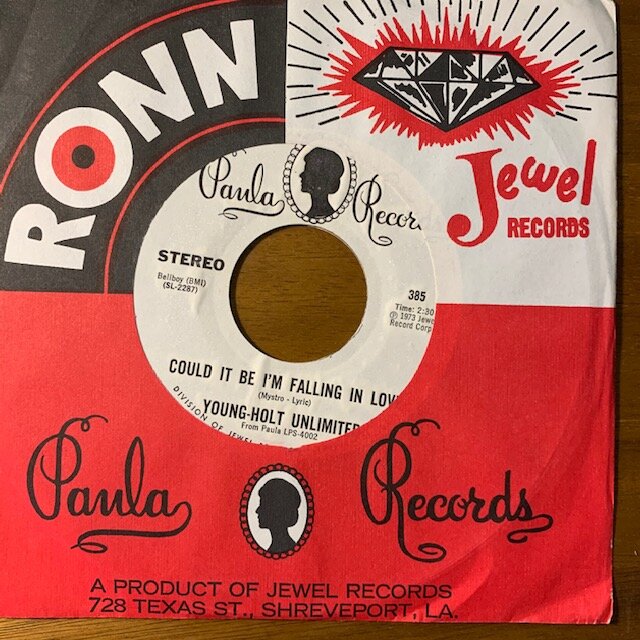 RONN
Jewel
RECORDS
Paula Recor
STEREO
Bellboy (BMI)
(SL-2287)
385
Time: 2:30
℗ 1973 Jewe
Record Corp
COULD IT BE I'M FALLING IN LOV
(Mystro - Lyric)
YOUNG-HOLT UNLIMITED
From Paula LPS-4002
DIVISION OF JEWEL
Paula Records
A PRODUCT OF JEWEL RECORDS
728 TEXAS ST., SHREVEPORT, LA.